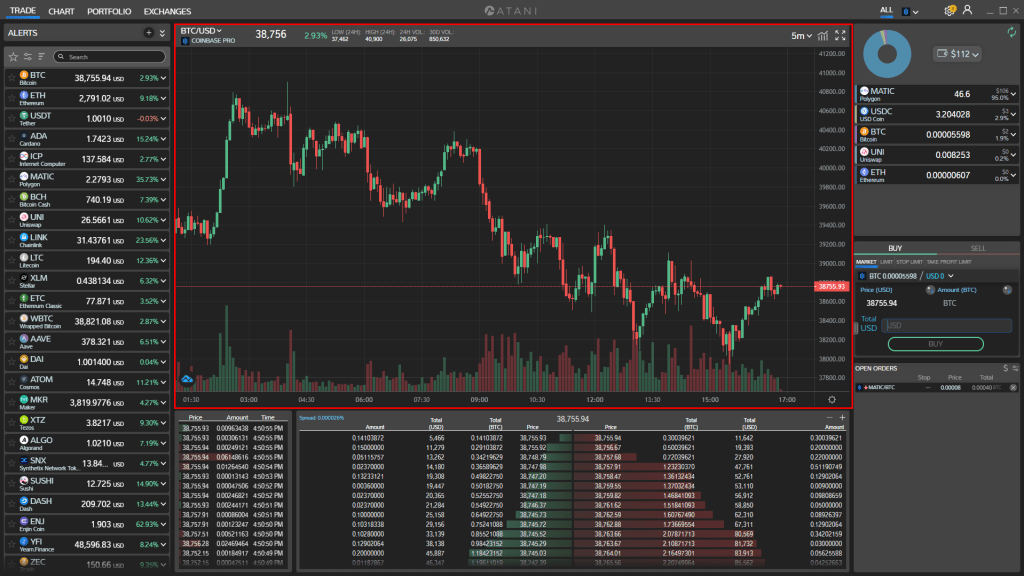 TRADE CHART PORTFOLIO EXCHANGES
ATANI
ALL
ALERTS
Search
BTC 38,755.94 USD 2.93%
Bitcoin
ETH 2,791.02 USD 9.18%
Ethereum
USDT 1.0010 USD -0.03%
Tether
ADA 1.7423 USD 15.24%
Cardano
ICP 137.584 USD 2.77%
Internet Computer
MATIC 2.2793 USD 35.73%
Polygon
BCH 740.19 USD 7.39%
Bitcoin Cash
UNI 26.5661 USD 10.62%
Uniswap
LINK 31.43761 USD 23.56%
Chainlink
LTC 194.40 USD 12.36%
Litecoin
XLM 0.438134 USD 6.32%
Stellar
ETC 77.871 USD 3.52%
Ethereum Classic
WBTC 38,821.08 USD 2.87%
Wrapped Bitcoin
AAVE 378.321 USD 6.51%
Aave
DAI 1.001400 USD 0.04%
Dai
ATOM 14.748 USD 11.21%
Cosmos
MKR 3,819.9776 USD 4.27%
Maker
XTZ 3.8217 USD 9.30%
Tezos
ALGO 1.0210 USD 7.19%
Algorand
SNX 13.84... USD 4.77%
Synthetix Network Tok...
SUSHI 12.725 USD 14.90%
Sushi
DASH 209.702 USD 13.44%
Dash
ENJ 1.903 USD 62.93%
Enjin Coin
YFI 48,596.83 USD 8.24%
Yearn.Finance
ZEC 150.66 USD 9.35%
BTC/USD
COINBASE PRO
38,756 2.93%
LOW (24H) HIGH (24H) 24H VOL: 30D VOL:
37,462 40,900 26,075 850,632
5m
41200.00
41000.00
40800.00
40600.00
40400.00
40200.00
40000.00
39800.00
39600.00
39400.00
39200.00
39000.00
38800.00
38755.93
38600.00
38400.00
38200.00
38000.00
37800.00
01:30 03:00 04:30 06:00 07:30 09:00 10:30 12:00 13:30 15:00 17:00
Price Amount Time
38,755.93 0.00963438 4:50:55 PM
38,755.93 0.00306131 4:50:55 PM
38,755.94 0.00249121 4:50:55 PM
38,755.94 0.06148616 4:50:55 PM
38,755.94 0.01264540 4:50:54 PM
38,755.94 0.00013143 4:50:53 PM
38,755.94 0.00047506 4:50:52 PM
38,755.94 0.00246821 4:50:52 PM
38,755.93 0.00244171 4:50:51 PM
38,757.91 0.00086004 4:50:51 PM
38,757.91 0.00123247 4:50:51 PM
38,757.51 0.00251163 4:50:50 PM
38,756.28 0.02469464 4:50:50 PM
38,752.15 0.00184917 4:50:49 PM
Spread: 0.000026% 38,755.94
Amount Total (USD) Total (BTC) Price Price Total (BTC) Total (USD) Amount
0.14103872 5,466 0.14103872 38,755.93 38,755.94 0.30039621 11,642 0.30039621
0.15000000 11,279 0.29103872 38,755.92 38,756.67 0.50039621 19,393 0.20000000
0.05115757 13,262 0.34219629 38,748.79 38,757.68 0.72039621 27,920 0.22000000
0.02370000 14,180 0.36589629 38,748.98 38,757.91 1.23230370 47,761 0.51190749
0.13233121 19,308 0.49822750 38,747.20 38,758.47 1.36132434 52,761
0.00360000 19,447 0.50182750 38,747.19 38,759.55 1.37032434 53,110 0.00900000
0.02370000 20,365 0.52552750 38,747.18 38,759.82 1.46841093 56,912 0.09808659
0.02370000 21,284 0.54922750 38,746.37 38,761.62 1.51841093 58,850 0.05000000
0.10000000 25,158 0.64922750 38,745.73 38,762.59 1.60767490 62,310 0.08926397
0.10318338 29,156 0.75241088 38,745.72 38,762.88 1.73669554 67,311 0.12902064
0.10280000 33,139 0.85521088 38,745.52 38,763.66 2.07871713 80,569 0.34202159
0.12902064 38,138 0.98423152 38,745.29 38,763.67 2.10871713 81,732 0.03000000
0.20000000 45,887 1.18423152 38,745.03 38,764.01 2.16497301 83,913 0.05625588
$112
MATIC 46.6 $106
Polygon 95.0%
USDC 3.204028 $3
USD Coin 2.9%
BTC 0.00005598 $2
Bitcoin 1.9%
UNI 0.008253 $0
Uniswap 0.2%
ETH 0.00000607 $0
Ethereum 0.0%
BUY SELL
MARKET LIMIT STOP LIMIT TAKE PROFIT LIMIT
BTC 0.00005598 / USD 0
Price (USD) Amount (BTC)
38755.94 BTC
Total
USD USD
BUY
OPEN ORDERS $
Stop Price Total
MATIC/BTC -- 0.00006 0.00040 BTC